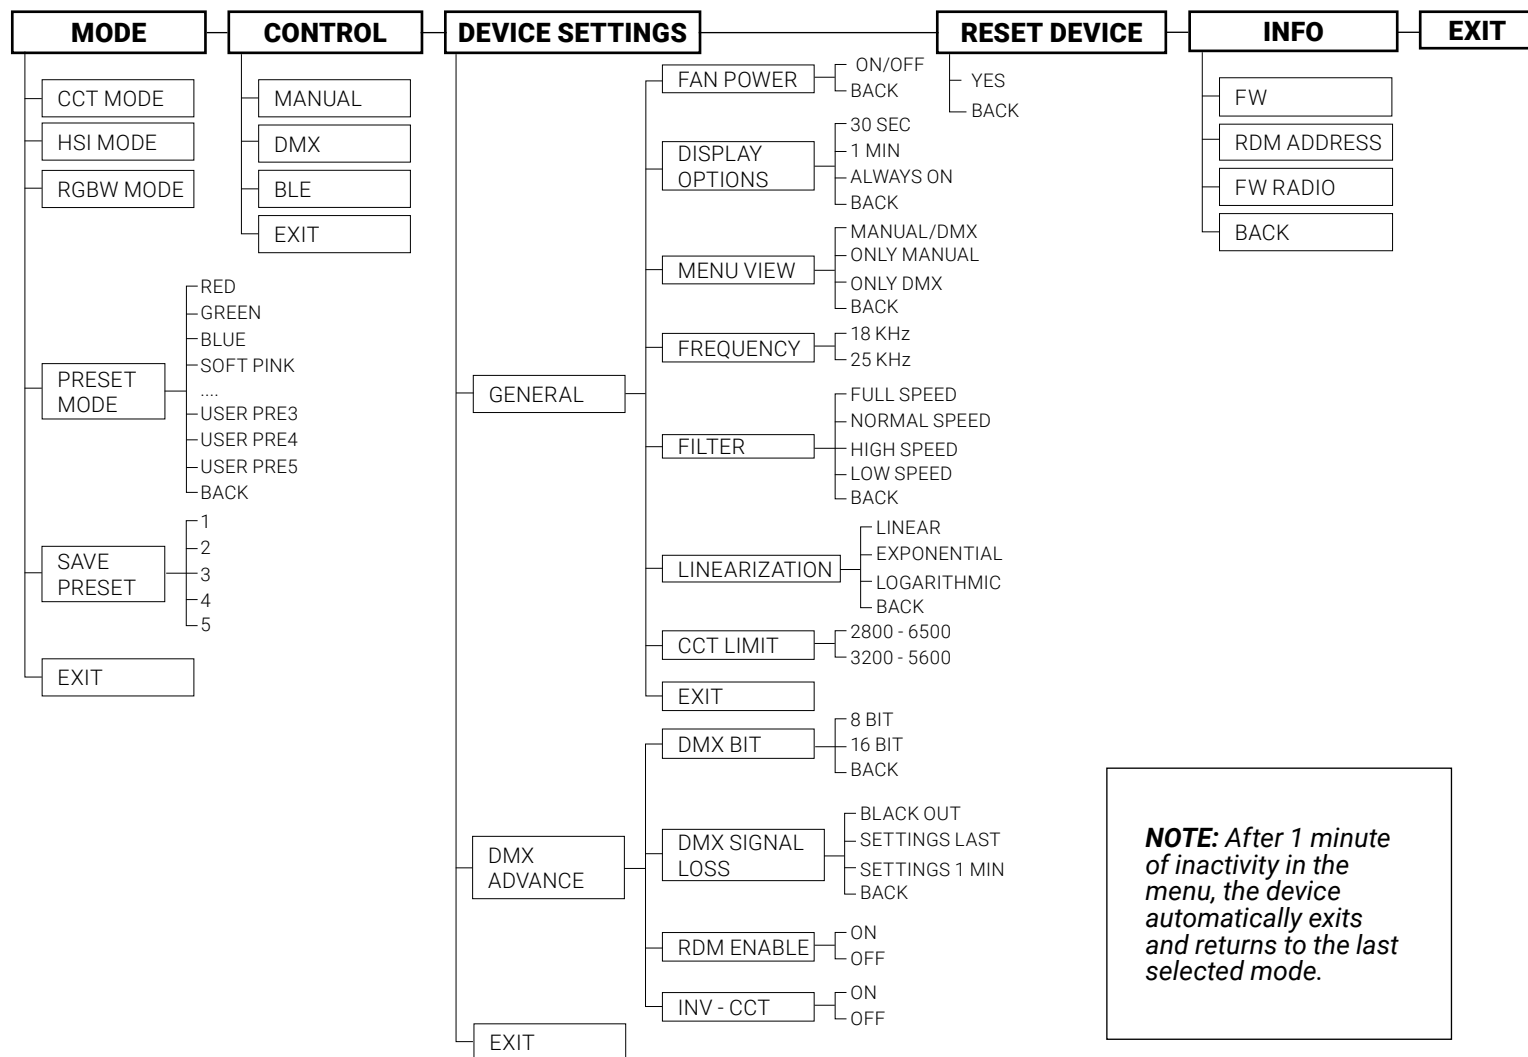 MODE
CONTROL
DEVICE SETTINGS
RESET DEVICE
INFO
EXIT
CCT MODE
HSI MODE
RGBW MODE
PRESET
MODE
RED
GREEN
BLUE
SOFT PINK
....
USER PRE3
USER PRE4
USER PRE5
BACK
SAVE
PRESET
1
2
3
4
5
EXIT
MANUAL
DMX
BLE
EXIT
GENERAL
FAN POWER
ON/OFF
BACK
DISPLAY
OPTIONS
30 SEC
1 MIN
ALWAYS ON
BACK
MENU VIEW
MANUAL/DMX
ONLY MANUAL
ONLY DMX
BACK
FREQUENCY
18 KHz
25 KHz
FILTER
FULL SPEED
NORMAL SPEED
HIGH SPEED
LOW SPEED
BACK
LINEARIZATION
LINEAR
EXPONENTIAL
LOGARITHMIC
BACK
CCT LIMIT
2800 - 6500
3200 - 5600
EXIT
DMX
ADVANCE
DMX BIT
8 BIT
16 BIT
BACK
DMX SIGNAL
LOSS
BLACK OUT
SETTINGS LAST
SETTINGS 1 MIN
BACK
RDM ENABLE
ON
OFF
INV - CCT
ON
OFF
EXIT
YES
BACK
FW
RDM ADDRESS
FW RADIO
BACK
NOTE: After 1 minute
of inactivity in the
menu, the device
automatically exits
and returns to the last
selected mode.